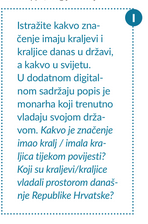 I
Istražite kakvo zna-
čenje imaju kraljevi i
kraljice danas u državi,
a kakvo u svijetu.
U dodatnom digital-
nom sadržaju popis je
monarha koji trenutno
vladaju svojom drža-
vom. Kakvo je značenje
imao kralj / imala kra-
ljica tijekom povijesti?
Koji su kraljevi/kraljice
vladali prostorom današ-
nje Republike Hrvatske?